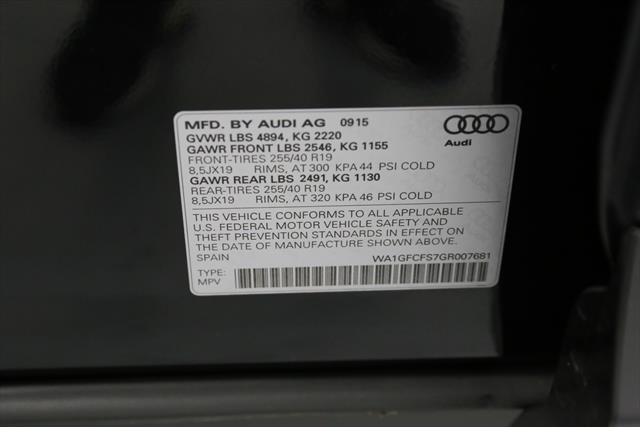 MFD. BY AUDI AG 0915
GVWR LBS 4894, KG 2220
GAWR FRONT LBS 2546, KG 1155
FRONT-TIRES 255/40 R19
8,5JX19 RIMS, AT 300 KPA 44 PSI COLD
GAWR REAR LBS 2491, KG 1130
REAR-TIRES 255/40 R19
8,5JX19 RIMS, AT 320 KPA 46 PSI COLD
Audi
THIS VEHICLE CONFORMS TO ALL APPLICABLE
U.S. FEDERAL MOTOR VEHICLE SAFETY AND
THEFT PREVENTION STANDARDS IN EFFECT ON
THE DATE OF MANUFACTURE SHOWN ABOVE.
SPAIN WA1GFCFS7GR007681
TYPE:
MPV